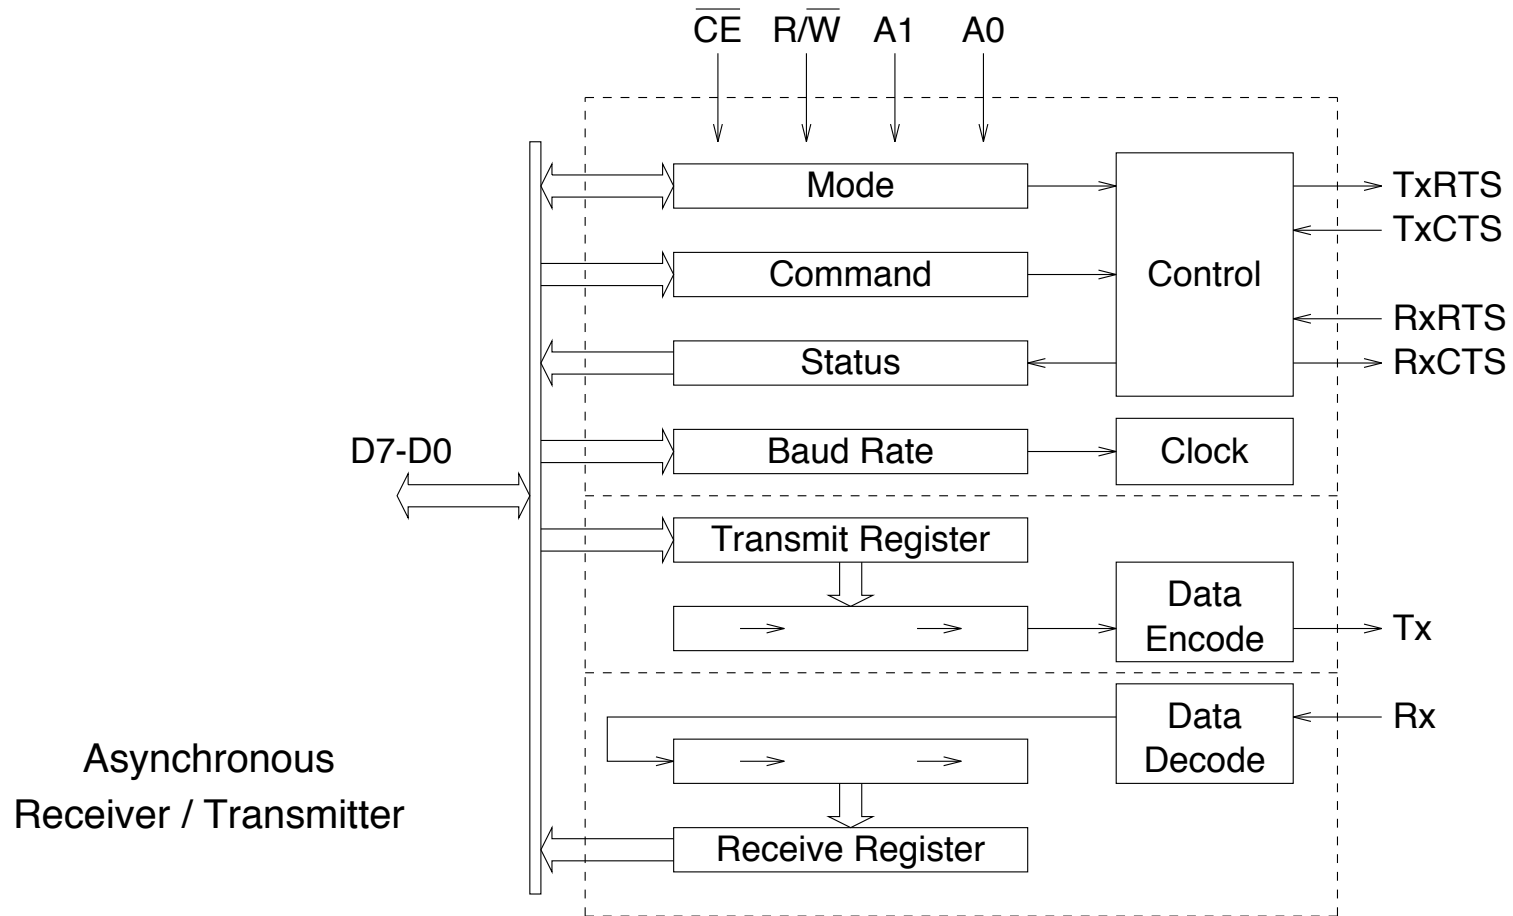 C̅E̅ R/W̅ A1 A0
Mode
TxRTS
TxCTS
Command
Control
RxRTS
Status
RxCTS
D7-D0
Baud Rate
Clock
Transmit Register
Data
Encode
Tx
Data
Decode
Rx
Asynchronous
Receiver / Transmitter
Receive Register